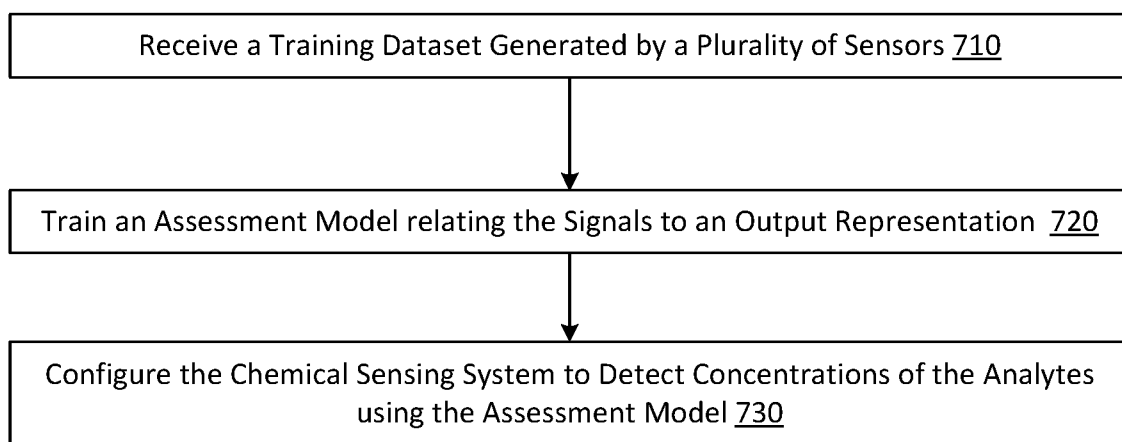 Receive a Training Dataset Generated by a Plurality of Sensors 710
Train an Assessment Model relating the Signals to an Output Representation 720
Configure the Chemical Sensing System to Detect Concentrations of the Analytes
using the Assessment Model 730